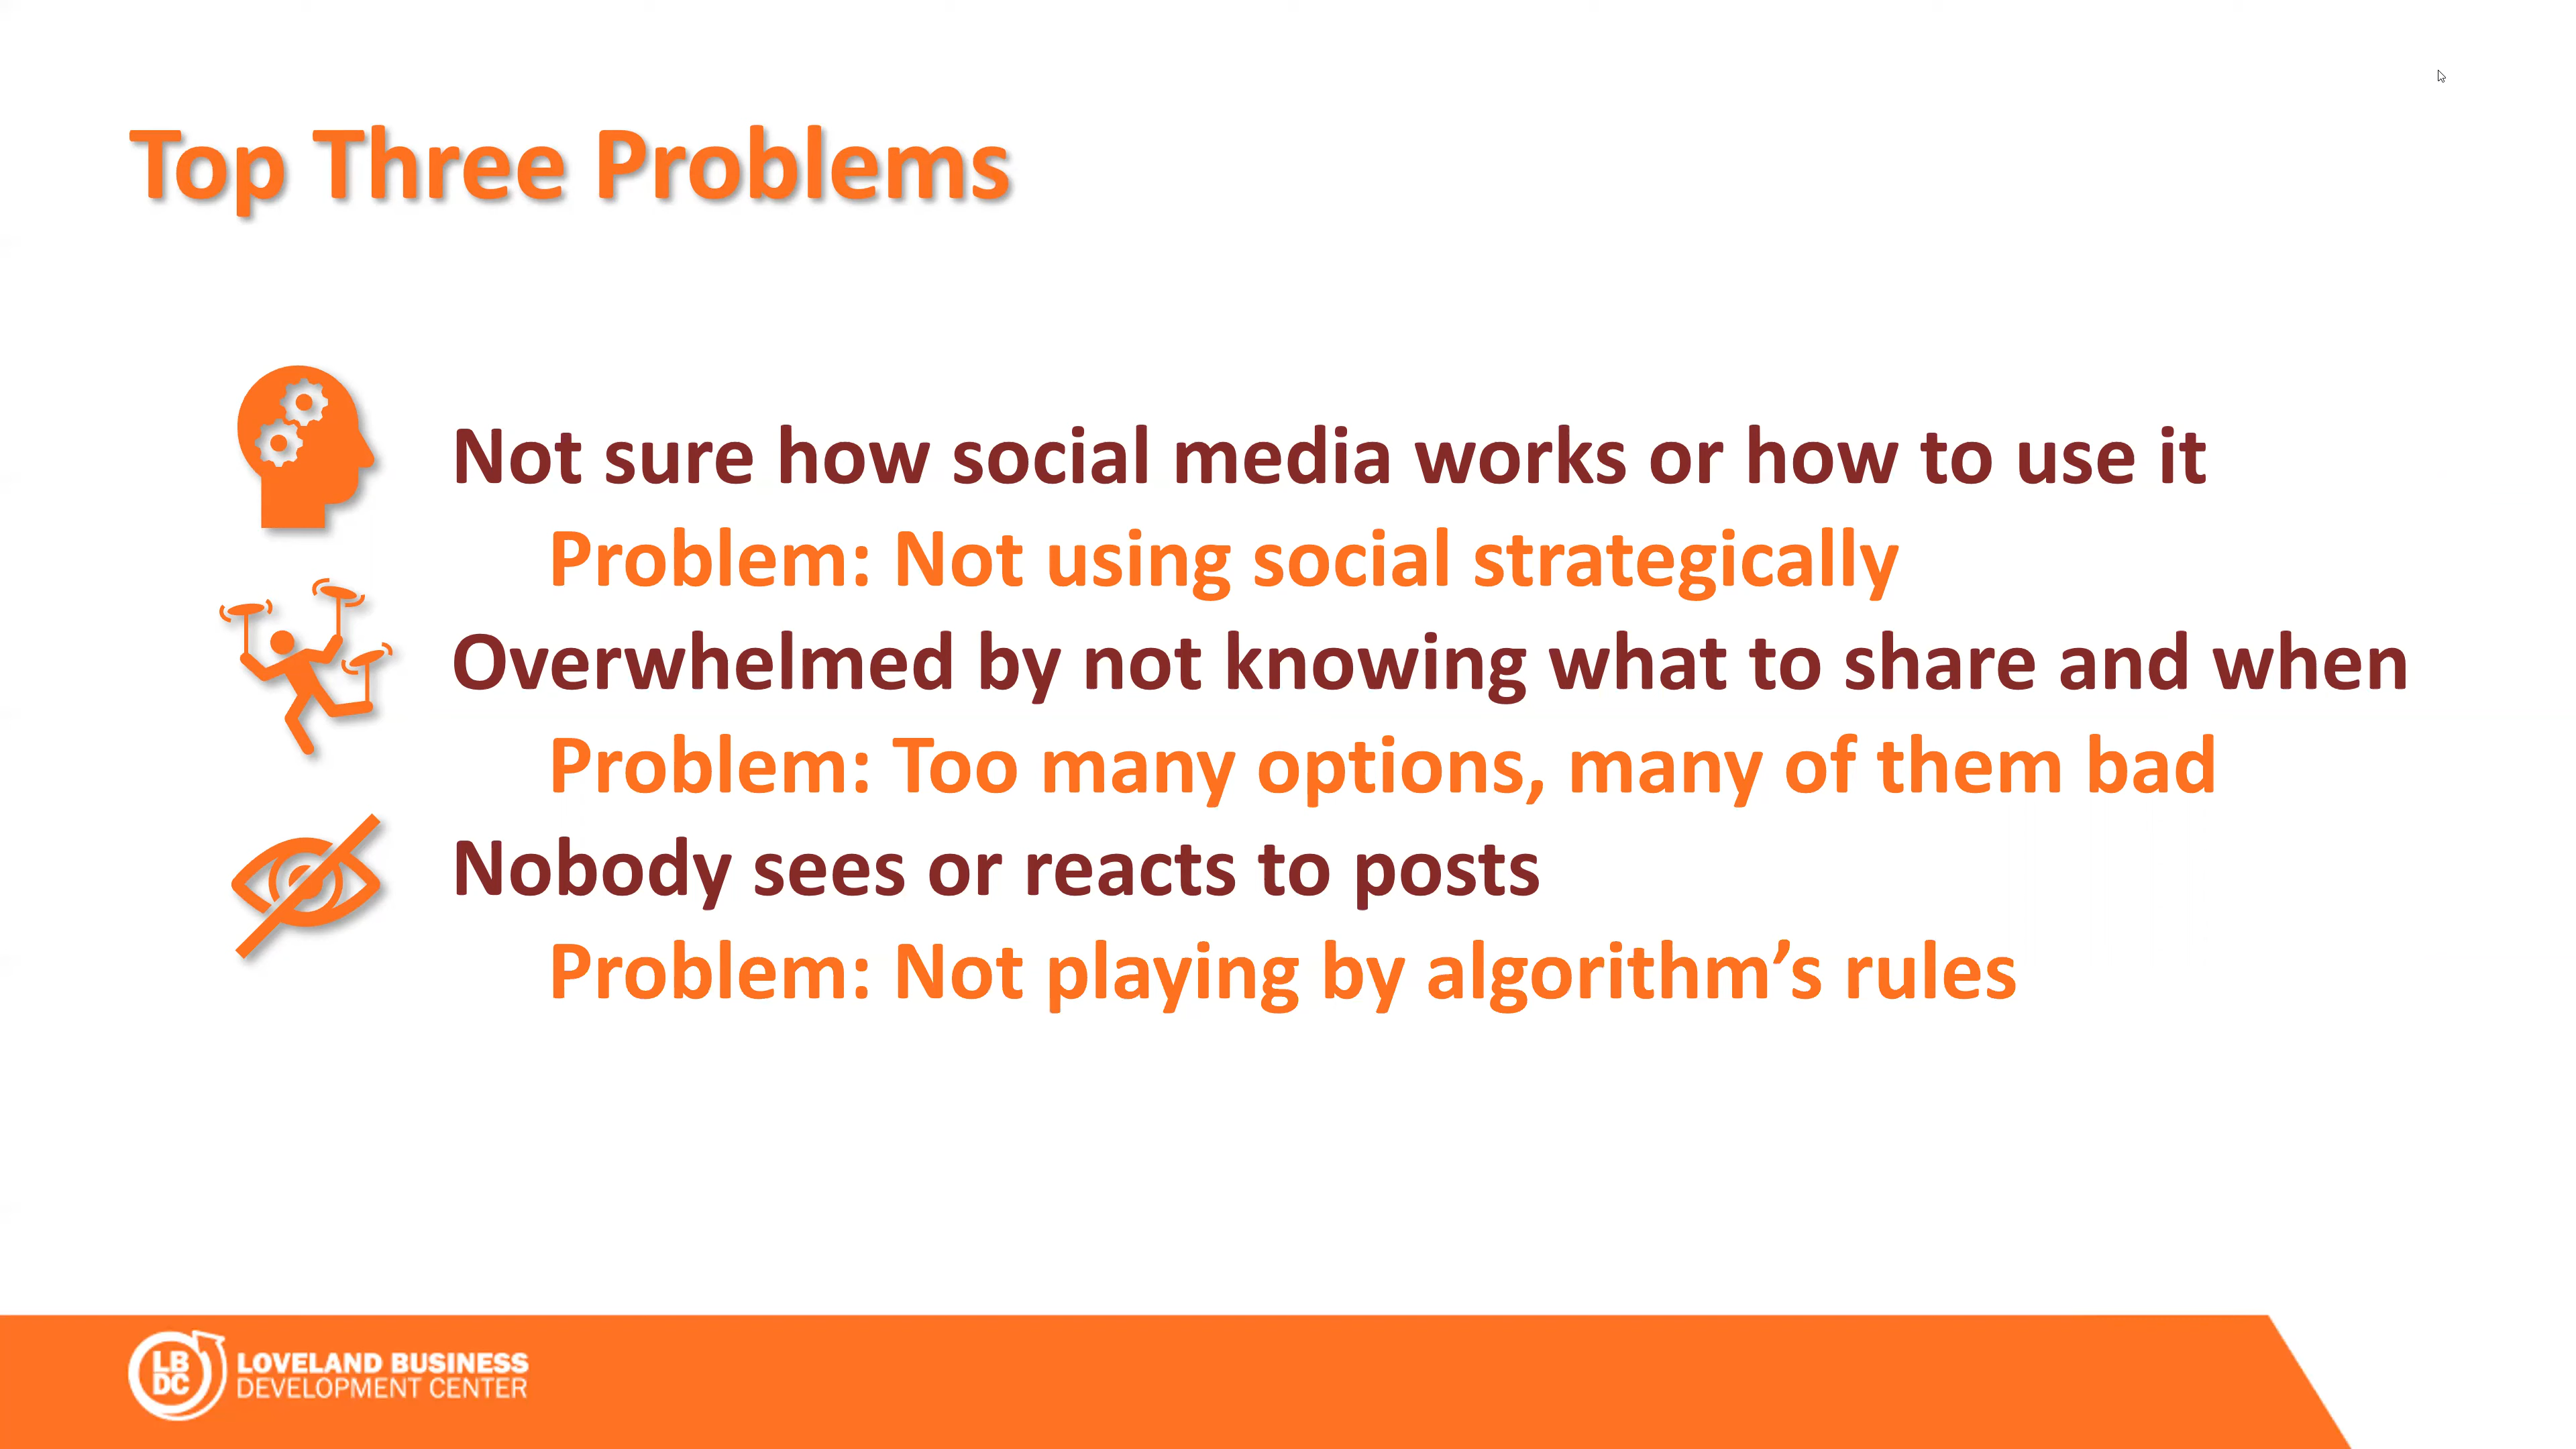 Top Three Problems
Not sure how social media works or how to use it
Problem: Not using social strategically
Overwhelmed by not knowing what to share and when
Problem: Too many options, many of them bad
Nobody sees or reacts to posts
Problem: Not playing by algorithm’s rules
LB
DC
LOVELAND BUSINESS
DEVELOPMENT CENTER